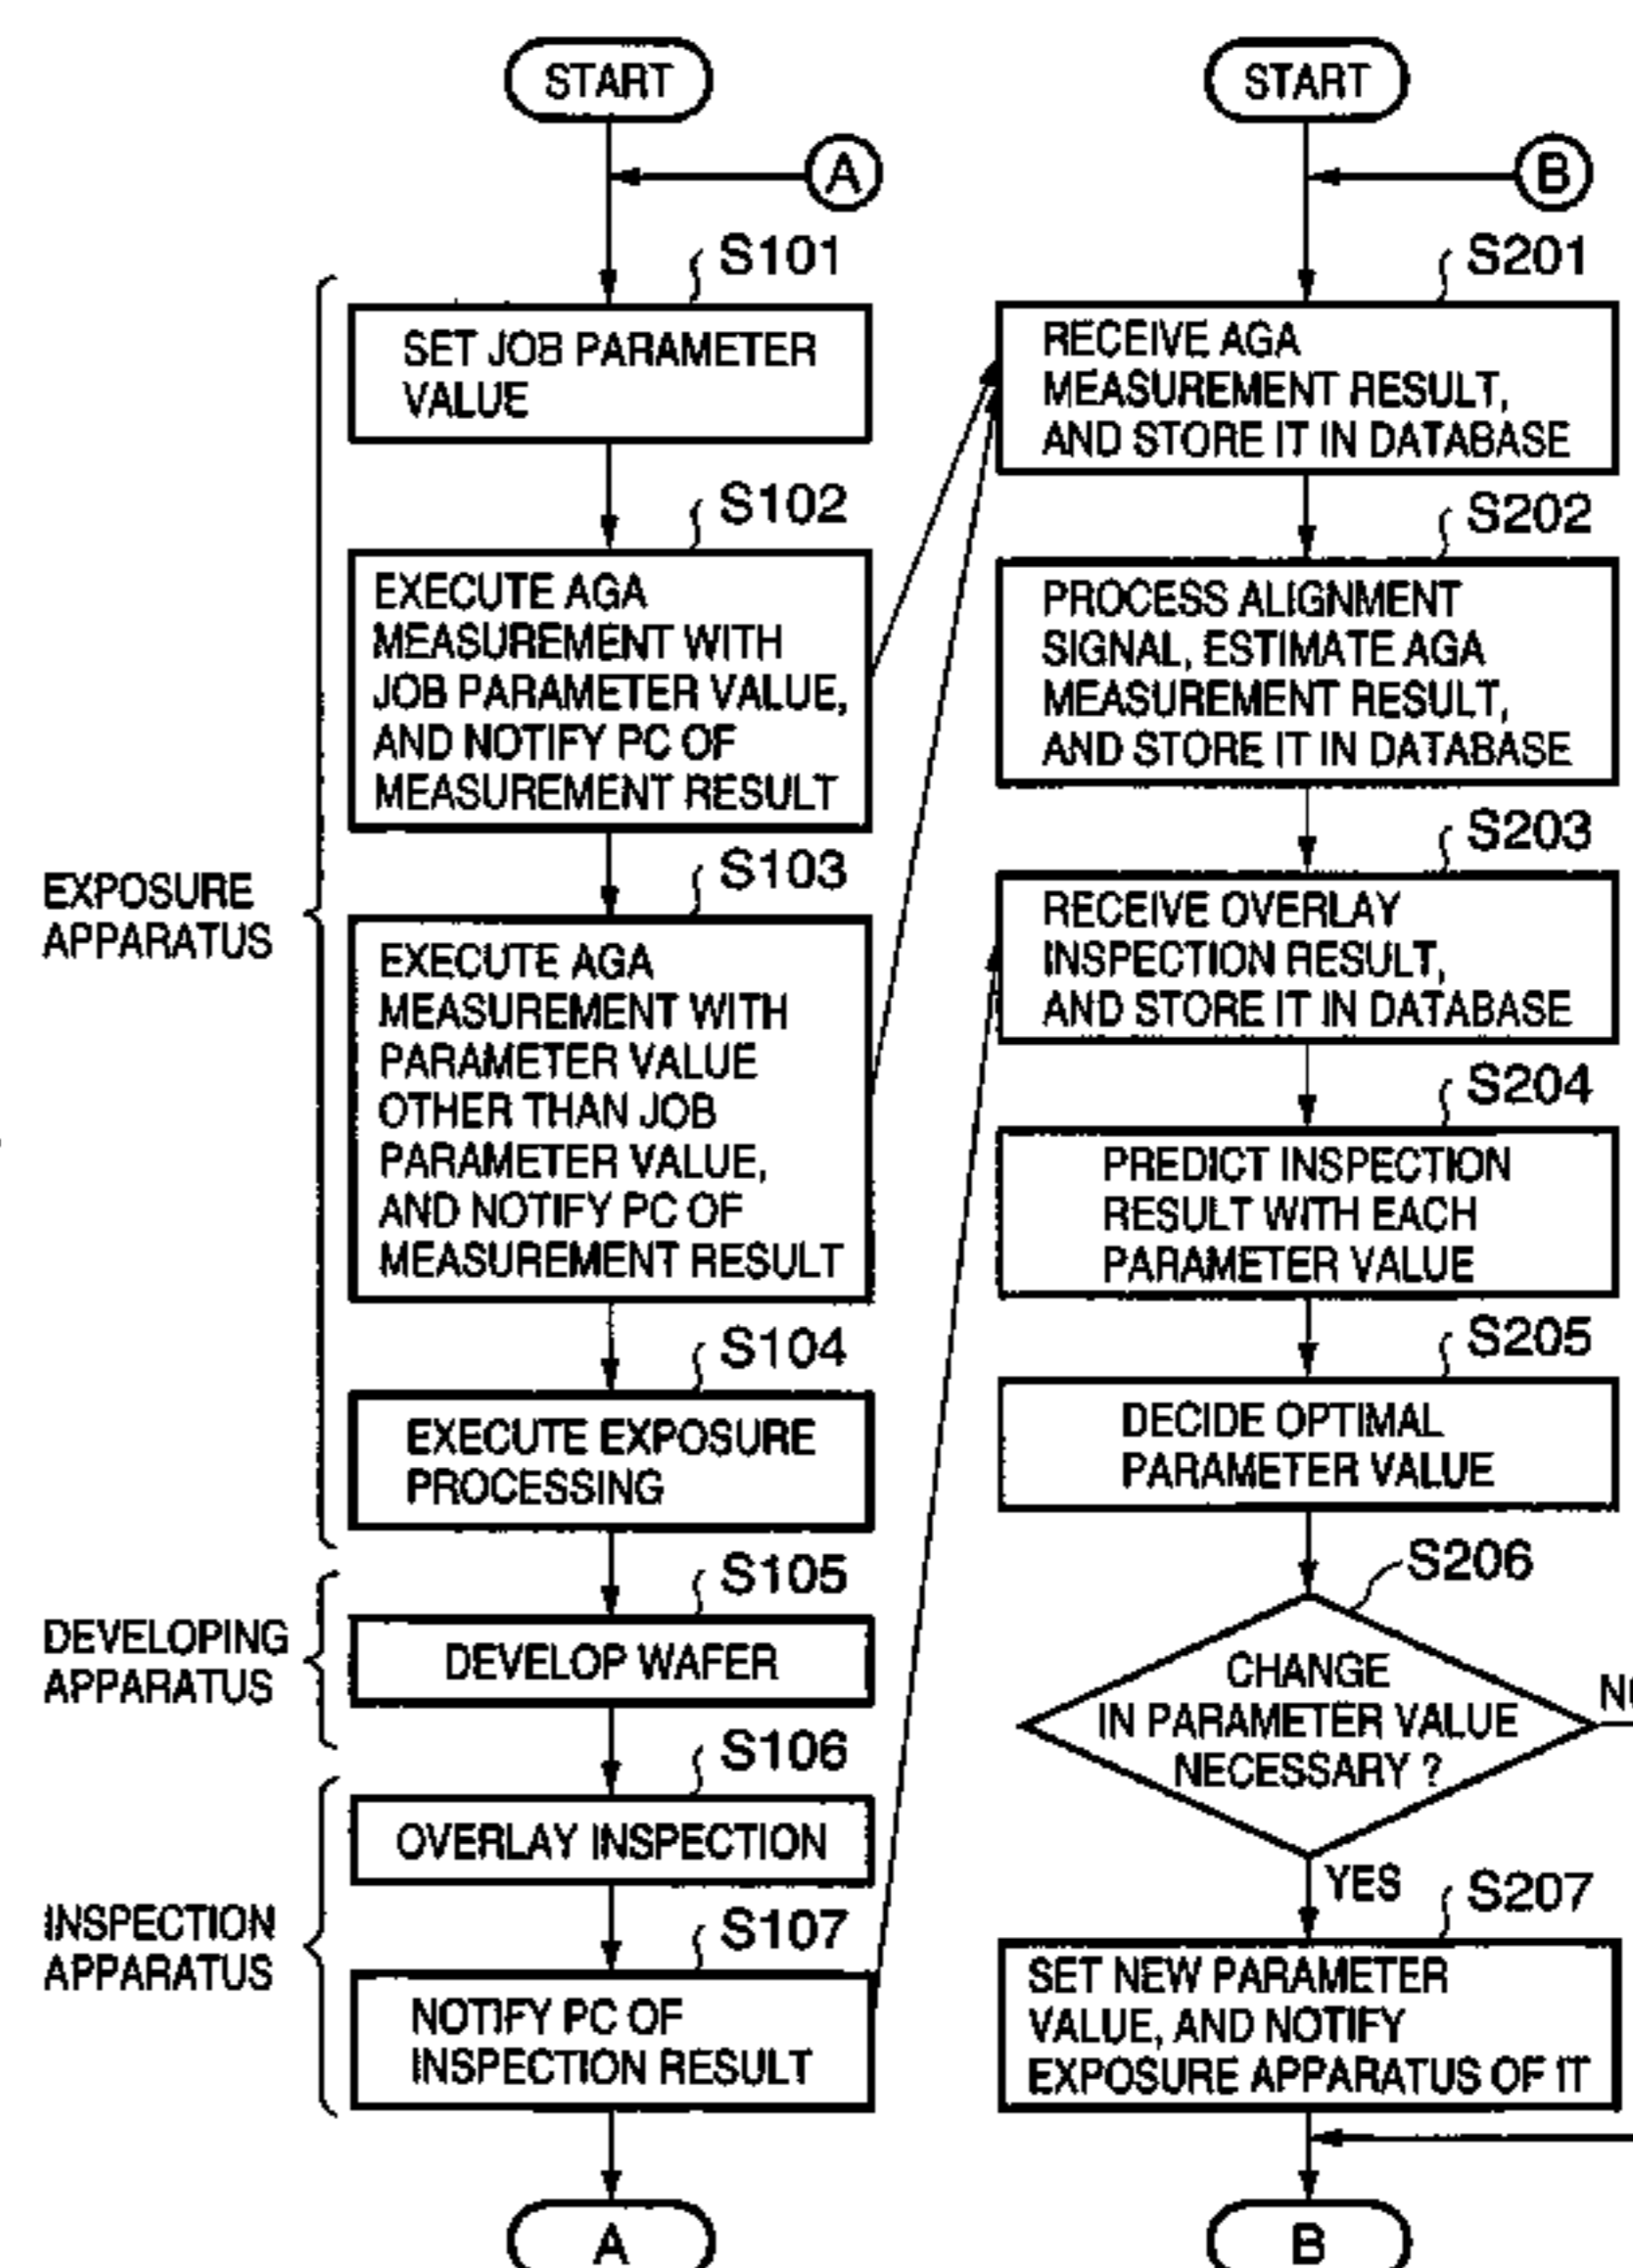 START
A
S101
SET JOB PARAMETER
VALUE
S102
EXECUTE AGA
MEASUREMENT WITH
JOB PARAMETER VALUE,
AND NOTIFY PC OF
MEASUREMENT RESULT
S103
EXPOSURE
APPARATUS
EXECUTE AGA
MEASUREMENT WITH
PARAMETER VALUE
OTHER THAN JOB
PARAMETER VALUE,
AND NOTIFY PC OF
MEASUREMENT RESULT
S104
EXECUTE EXPOSURE
PROCESSING
S105
DEVELOPING
APPARATUS
DEVELOP WAFER
S106
OVERLAY INSPECTION
INSPECTION
APPARATUS
S107
NOTIFY PC OF
INSPECTION RESULT
A
START
B
S201
RECEIVE AGA
MEASUREMENT RESULT,
AND STORE IT IN DATABASE
S202
PROCESS ALIGNMENT
SIGNAL, ESTIMATE AGA
MEASUREMENT RESULT,
AND STORE IT IN DATABASE
S203
RECEIVE OVERLAY
INSPECTION RESULT,
AND STORE IT IN DATABASE
S204
PREDICT INSPECTION
RESULT WITH EACH
PARAMETER VALUE
S205
DECIDE OPTIMAL
PARAMETER VALUE
S206
CHANGE
IN PARAMETER VALUE
NECESSARY ?
YES
S207
SET NEW PARAMETER
VALUE, AND NOTIFY
EXPOSURE APPARATUS OF IT
B